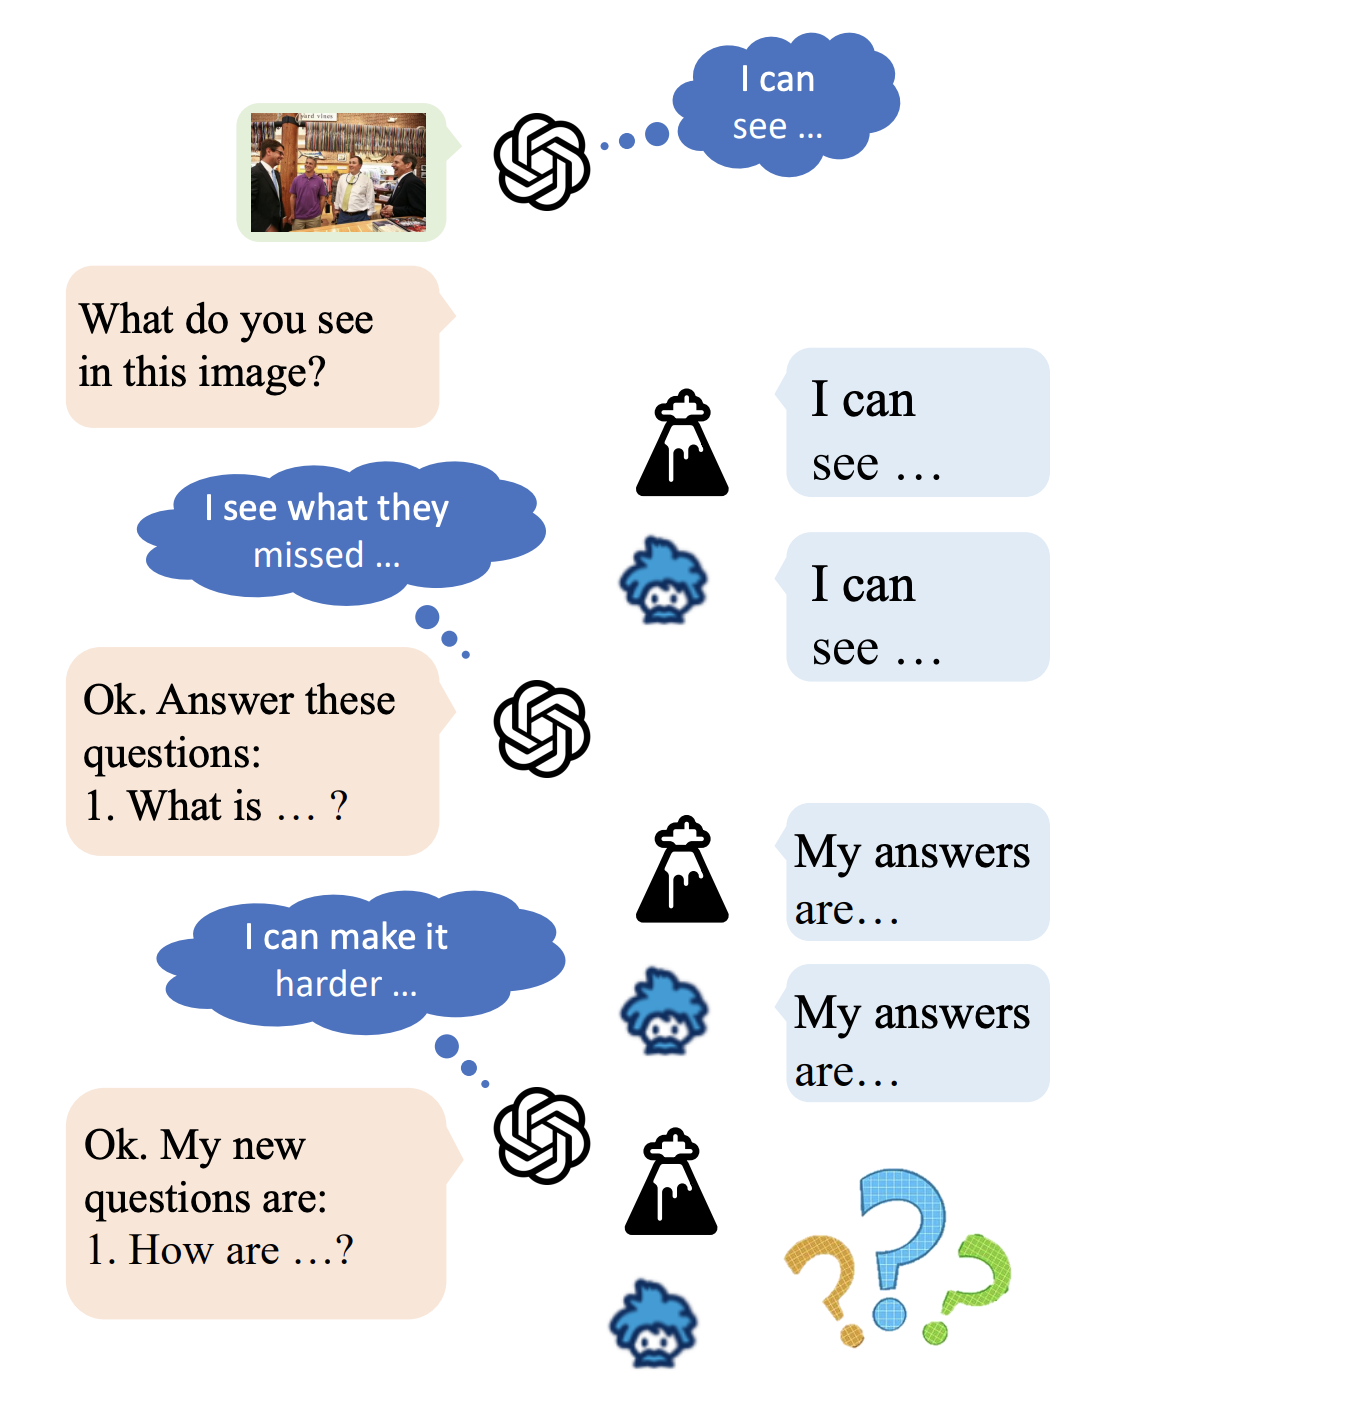 I can
see ...
What do you see
in this image?
I can
see …
I see what they
missed ...
I can
see …
Ok. Answer these
questions:
1. What is … ?
My answers
are…
I can make it
harder ...
My answers
are…
Ok. My new
questions are:
1. How are …?